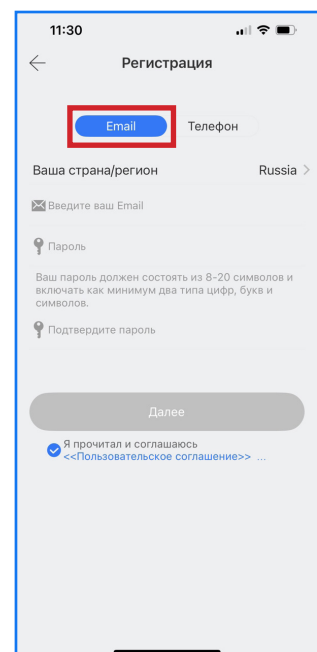 11:30
Регистрация
Email Телефон
Ваша страна/регион Russia
Введите ваш Email
Пароль
Ваш пароль должен состоять из 8-20 символов и
включать как минимум два типа цифр, букв и
символов.
Подтвердите пароль
Далее
Я прочитал и соглашаюсь
<<Пользовательское соглашение>> ...